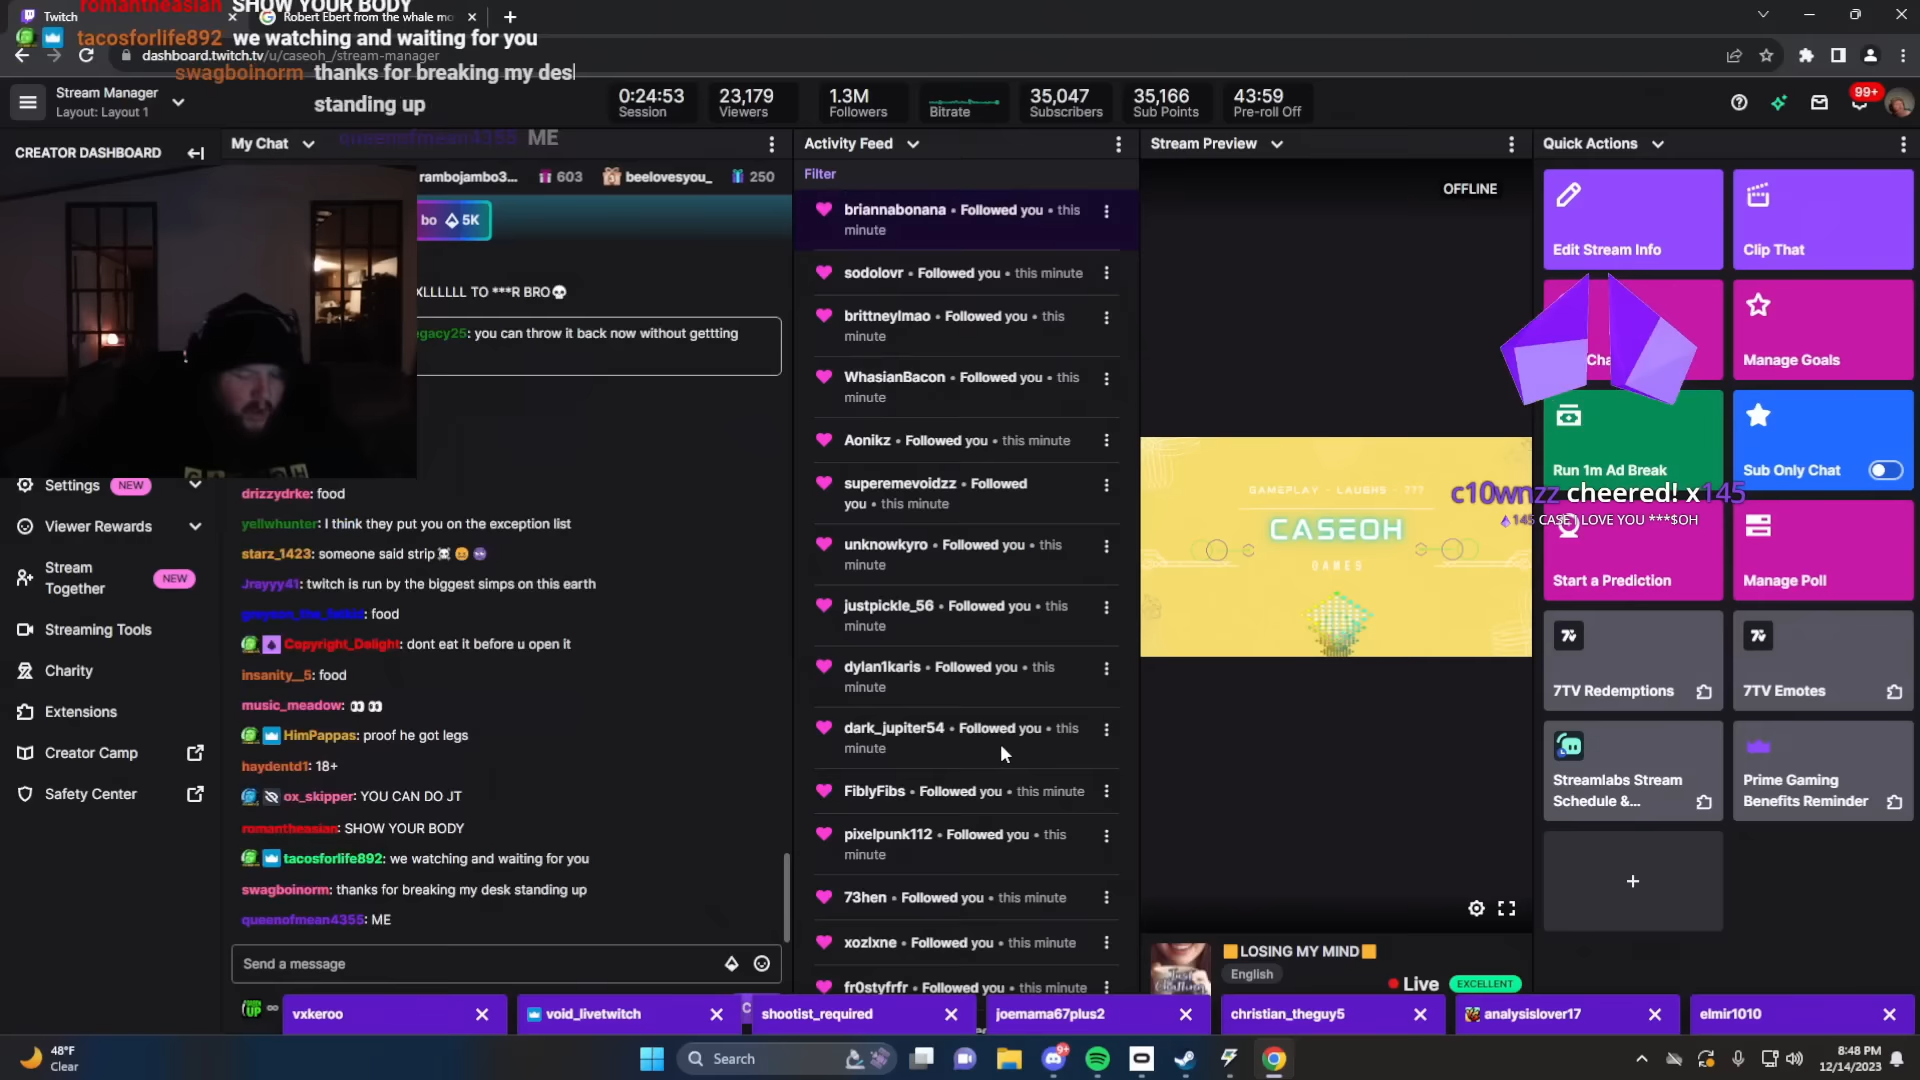 romantheasian SHOW YOUR BODY
Twitch
Robert Ebert from the whale mo
tacosforlife892 we watching and waiting for you
dashboard.twitch.tv/u/caseoh_/stream-manager
swagboinorm thanks for breaking my desk
standing up
Stream Manager
Layout: Layout 1
0:24:53
Session
23,179
Viewers
1.3M
Followers
Bitrate
35,047
Subscribers
35,166
Sub Points
43:59
Pre-roll Off
99+
queenofmean4355 ME
CREATOR DASHBOARD
My Chat
rambojambo3... 603 beelovesyou_ 250
bo 5K
XLLLLLL TO ***R BRO
egacy25: you can throw it back now without gettting
Settings NEW
Viewer Rewards
Stream
Together NEW
Streaming Tools
Charity
Extensions
Creator Camp
Safety Center
drizzydrke: food
yellwhunter: I think they put you on the exception list
starz_1423: someone said strip
Jrayyy41: twitch is run by the biggest simps on this earth
: food
Copyright_Delight: dont eat it before u open it
insanity__5: food
music_meadow:
HimPappas: proof he got legs
haydentd1: 18+
ox_skipper: YOU CAN DO JT
romantheasian: SHOW YOUR BODY
tacosforlife892: we watching and waiting for you
swagboinorm: thanks for breaking my desk standing up
queenofmean4355: ME
Send a message
Activity Feed
Filter
briannabonana • Followed you • this
minute
sodolovr • Followed you • this minute
brittneylmao • Followed you • this
minute
WhasianBacon • Followed you • this
minute
Aonikz • Followed you • this minute
superemevoidzz • Followed
you • this minute
unknowkyro • Followed you • this
minute
justpickle_56 • Followed you • this
minute
dylan1karis • Followed you • this
minute
dark_jupiter54 • Followed you • this
minute
FiblyFibs • Followed you • this minute
pixelpunk112 • Followed you • this
minute
73hen • Followed you • this minute
xozlxne • Followed you • this minute
fr0styfrfr • Followed you • this minute
Stream Preview
OFFLINE
GAMEPLAY - LAUGHS - ???
CASEOH
GAMES
LOSING MY MIND
English
Live EXCELLENT
Quick Actions
Edit Stream Info
Clip That
Cha
Manage Goals
Run 1m Ad Break
Sub Only Chat
c10wnzz cheered! x145
145 CASE I LOVE YOU ***$OH
Start a Prediction
Manage Poll
7TV Redemptions
7TV Emotes
Streamlabs Stream
Schedule &...
Prime Gaming
Benefits Reminder
vxkeroo
void_livetwitch
C
shootist_required
joemama67plus2
christian_theguy5
analysislover17
elmir1010
48°F
Clear
Search
8:48 PM
12/14/2023